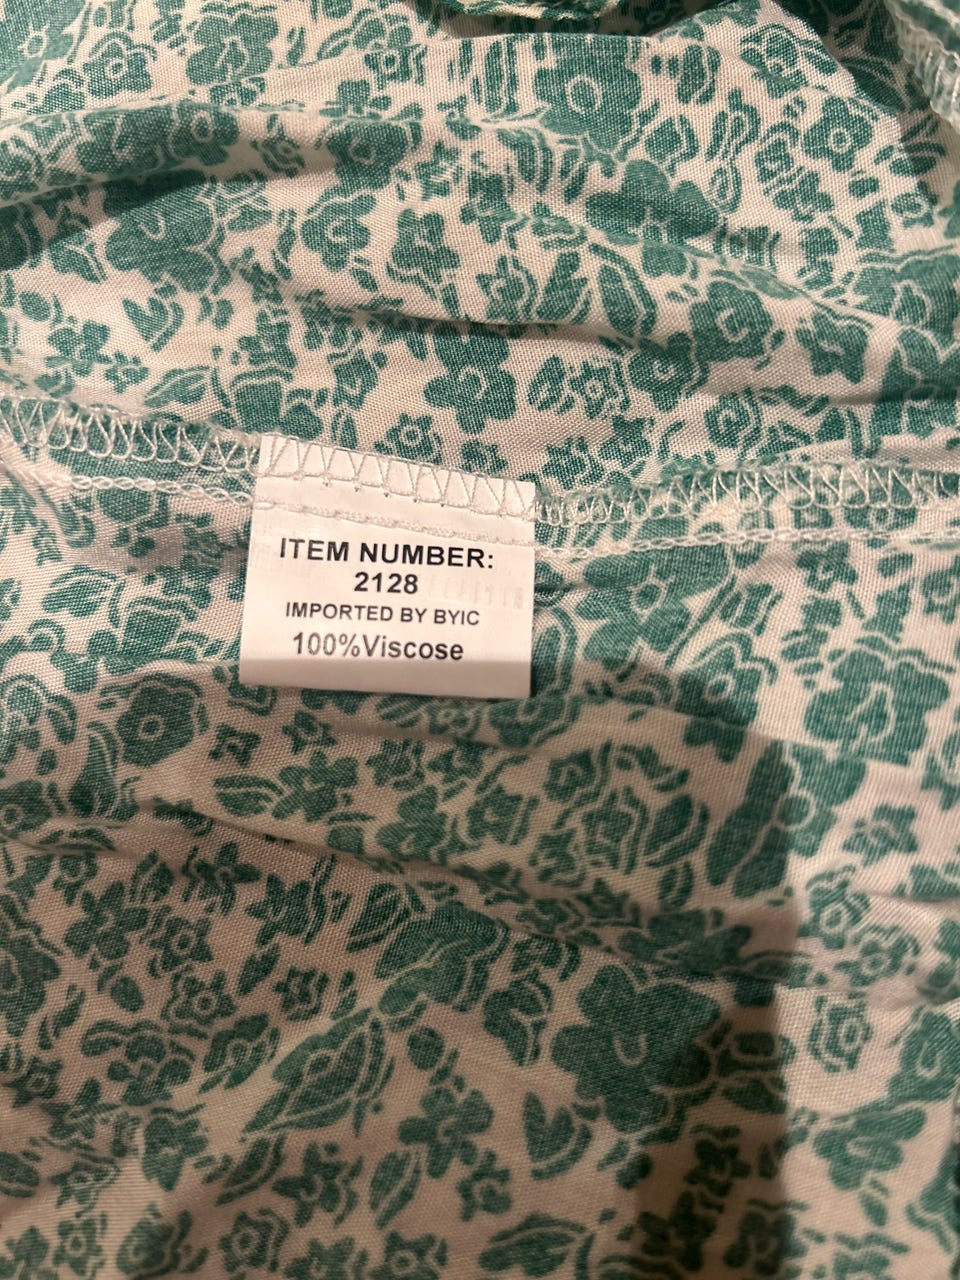 ITEM NUMBER:
2128
IMPORTED BY BYIC
100%Viscose